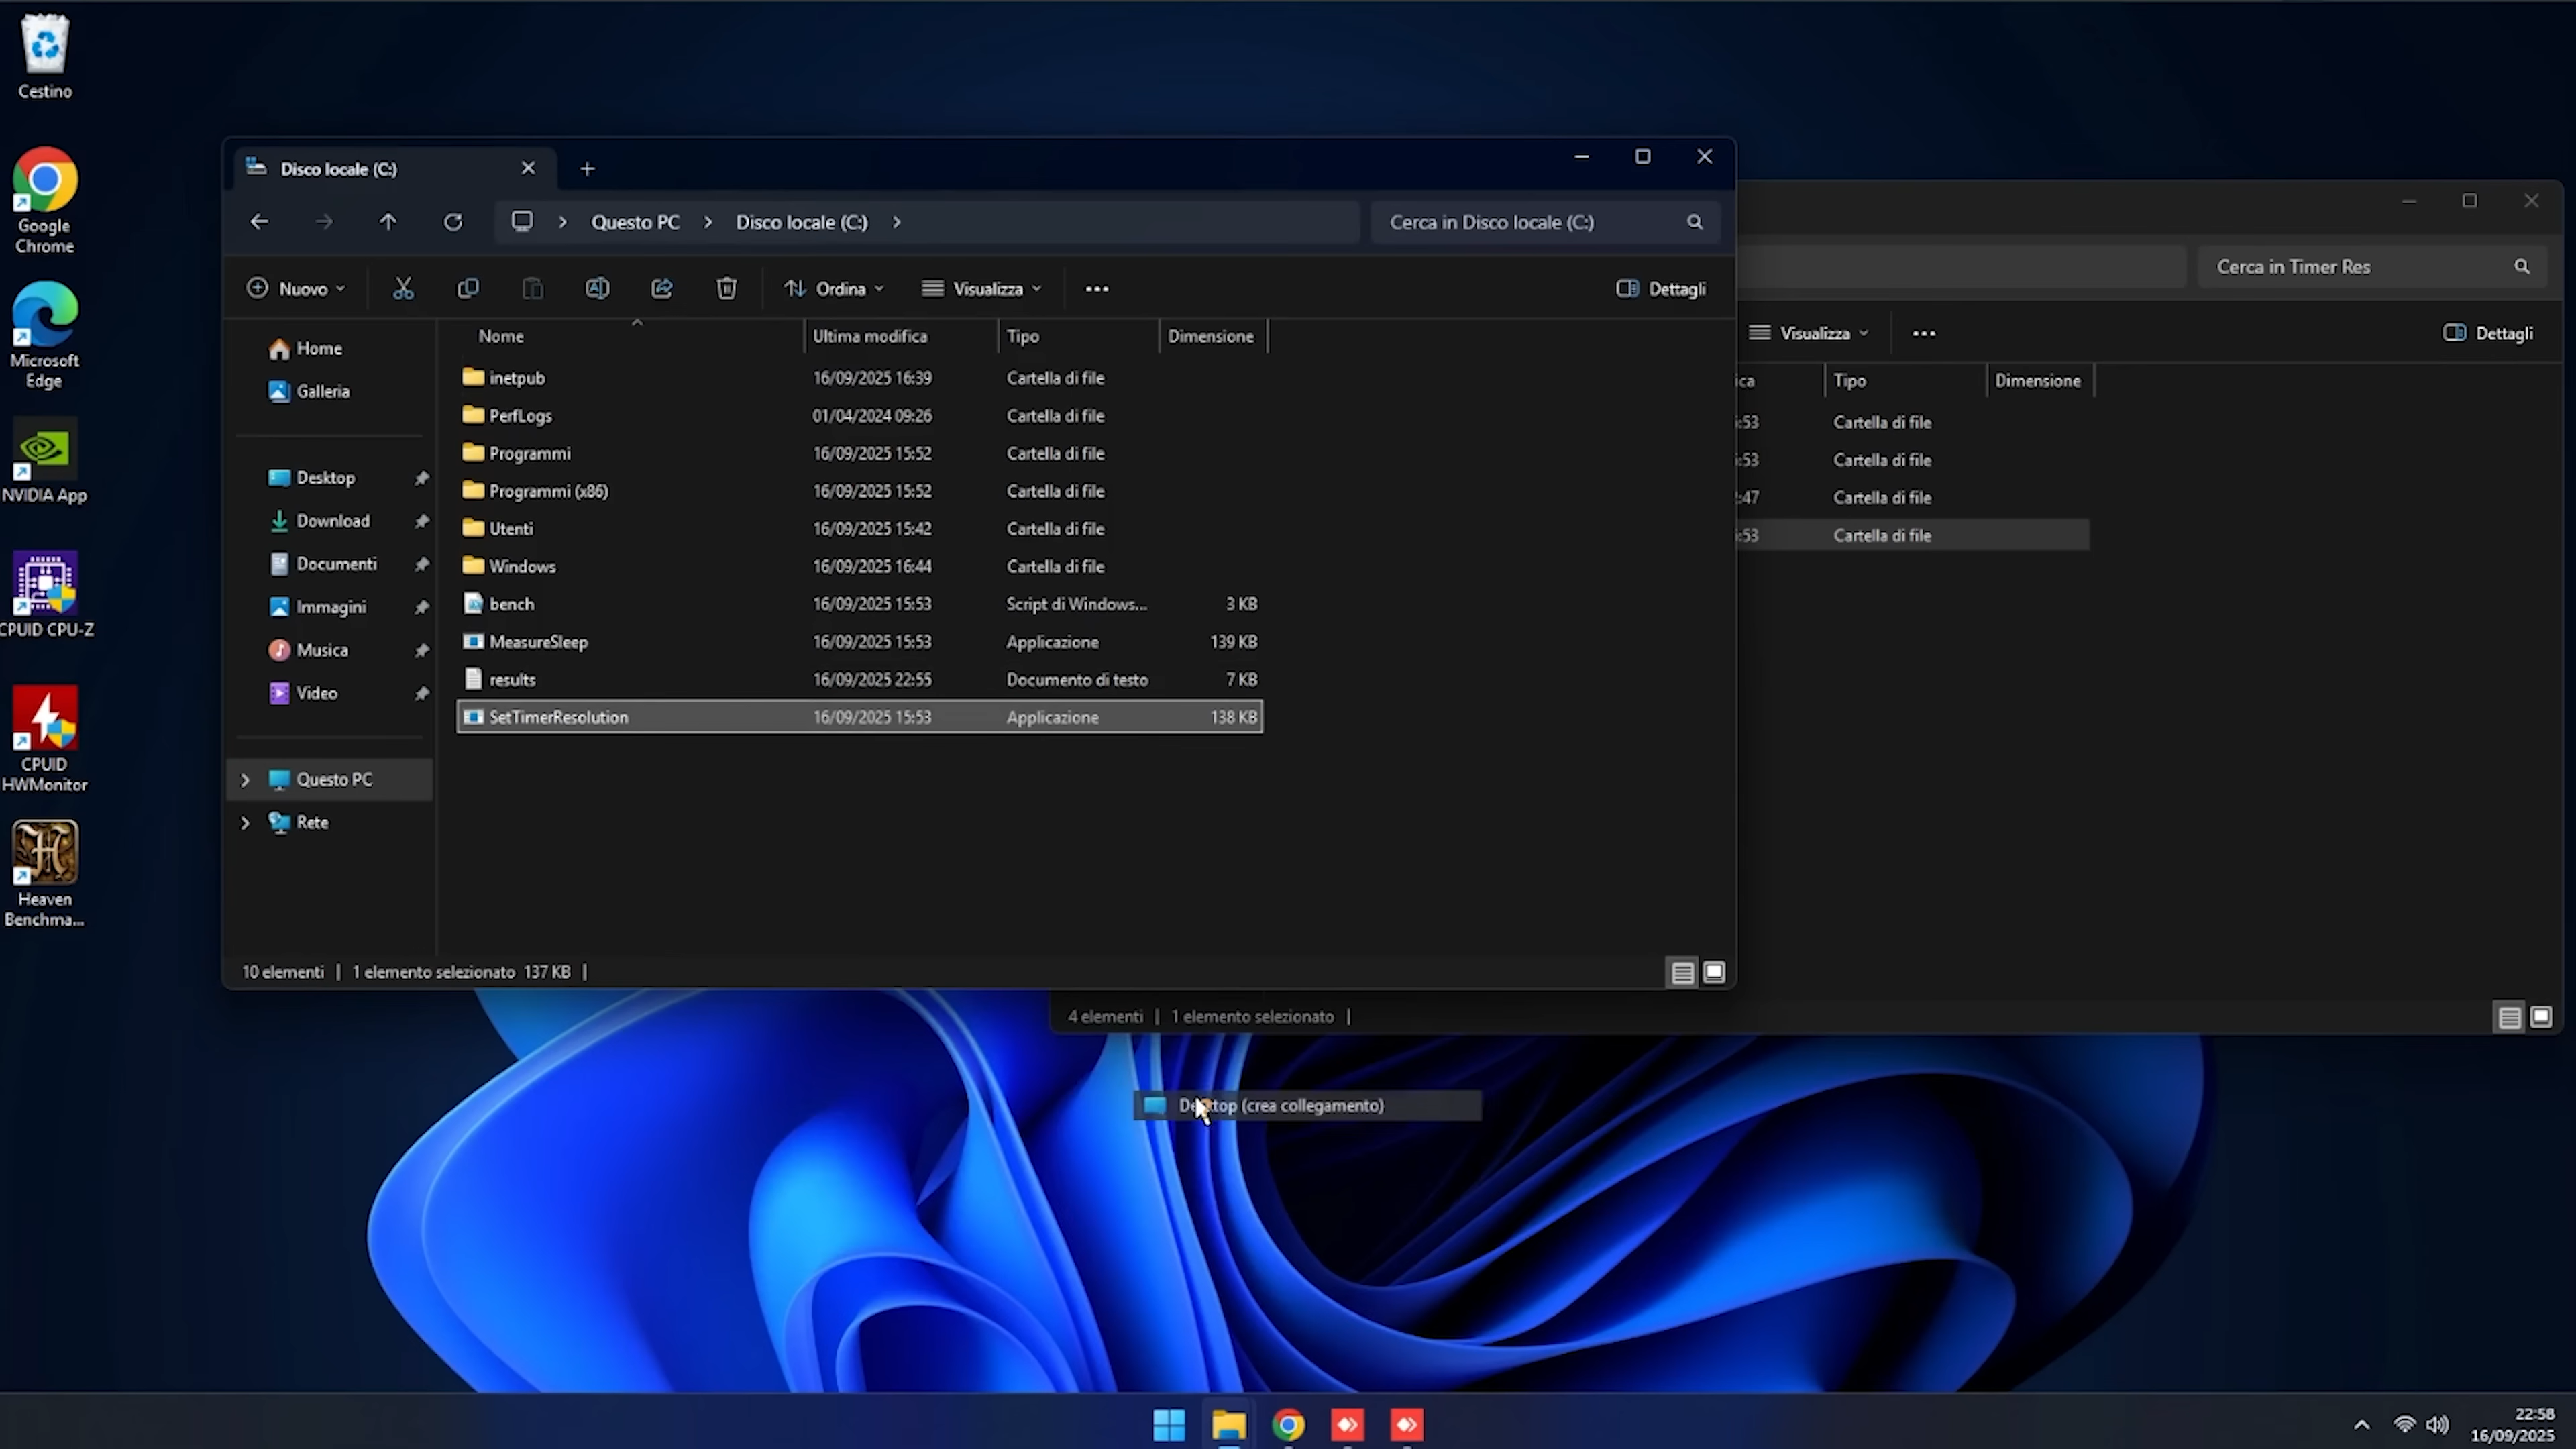 Cestino
Google
Chrome
Microsoft
Edge
NVIDIA App
CPUID CPU-Z
CPUID
HWMonitor
Heaven
Benchma...
Disco locale (C:)
Questo PC
Disco locale (C:)
Cerca in Disco locale (C:)
Nuovo
Ordina
Visualizza
Dettagli
Home
Galleria
Desktop
Download
Documenti
Immagini
Musica
Video
Questo PC
Rete
Nome Ultima modifica Tipo Dimensione
inetpub 16/09/2025 16:39 Cartella di file
PerfLogs 01/04/2024 09:26 Cartella di file
Programmi 16/09/2025 15:52 Cartella di file
Programmi (x86) 16/09/2025 15:52 Cartella di file
Utenti 16/09/2025 15:42 Cartella di file
Windows 16/09/2025 16:44 Cartella di file
bench 16/09/2025 15:53 Script di Windows... 3 KB
MeasureSleep 16/09/2025 15:53 Applicazione 139 KB
results 16/09/2025 22:55 Documento di testo 7 KB
SetTimerResolution 16/09/2025 15:53 Applicazione 138 KB
10 elementi | 1 elemento selezionato 137 KB |
Cerca in Timer Res
Visualizza
Dettagli
ica Tipo Dimensione
:53 Cartella di file
:53 Cartella di file
:47 Cartella di file
:53 Cartella di file
4 elementi | 1 elemento selezionato |
Desktop (crea collegamento)
22:58
16/09/2025